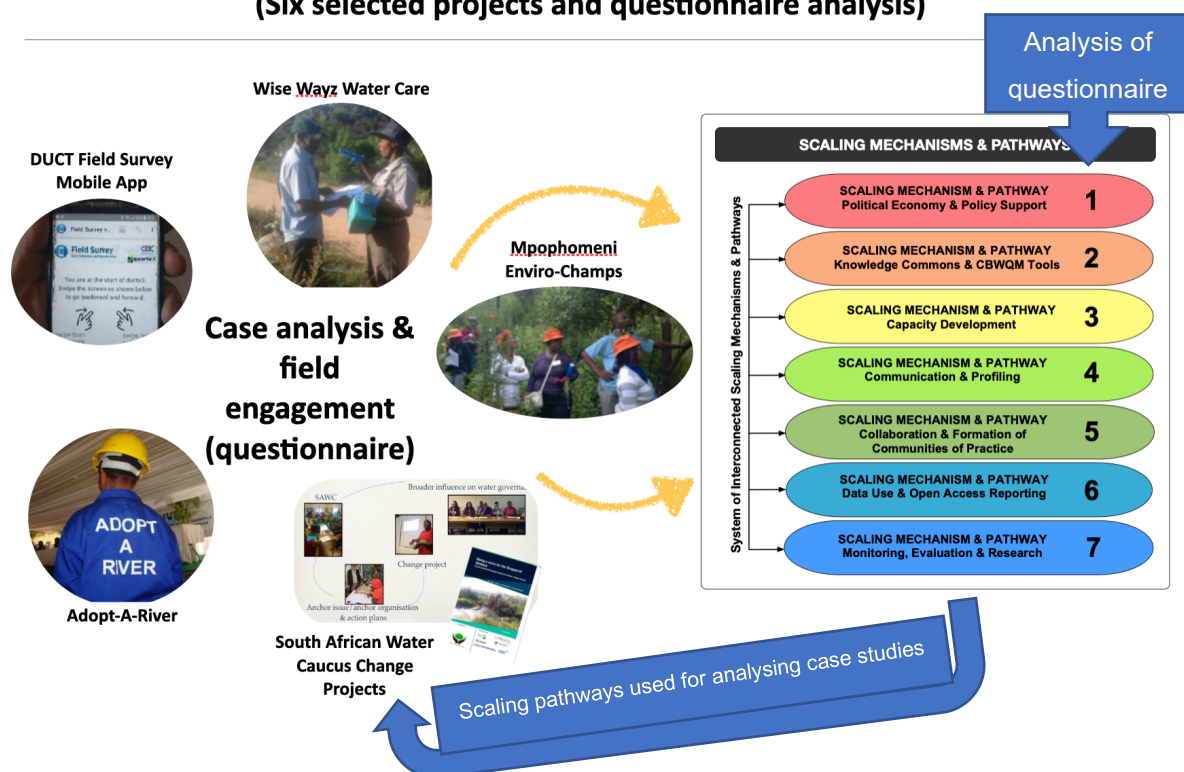 (Six selected projects and questionnaire analysis)
Analysis of
questionnaire
Wise Wayz Water Care
DUCT Field Survey
Mobile App
Field Survey
Field Survey
You are at the start of
Swipe the screen as shown below
to go backward and forward.
Mpophomeni
Enviro-Champs
Case analysis &
field
engagement
(questionnaire)
ADOPT
A
RIVER
Adopt-A-River
SAWC
Broader influence on water governa
Change project
Anchor issue/anchor organisation
& action plans
South African Water
Caucus Change
Projects
SCALING MECHANISMS & PATHWAYS
System of Interconnected Scaling Mechanisms & Pathways
SCALING MECHANISM & PATHWAY
Political Economy & Policy Support
1
SCALING MECHANISM & PATHWAY
Knowledge Commons & CBWQM Tools
2
SCALING MECHANISM & PATHWAY
Capacity Development
3
SCALING MECHANISM & PATHWAY
Communication & Profiling
4
SCALING MECHANISM & PATHWAY
Collaboration & Formation of
Communities of Practice
5
SCALING MECHANISM & PATHWAY
Data Use & Open Access Reporting
6
SCALING MECHANISM & PATHWAY
Monitoring, Evaluation & Research
7
Scaling pathways used for analysing case studies